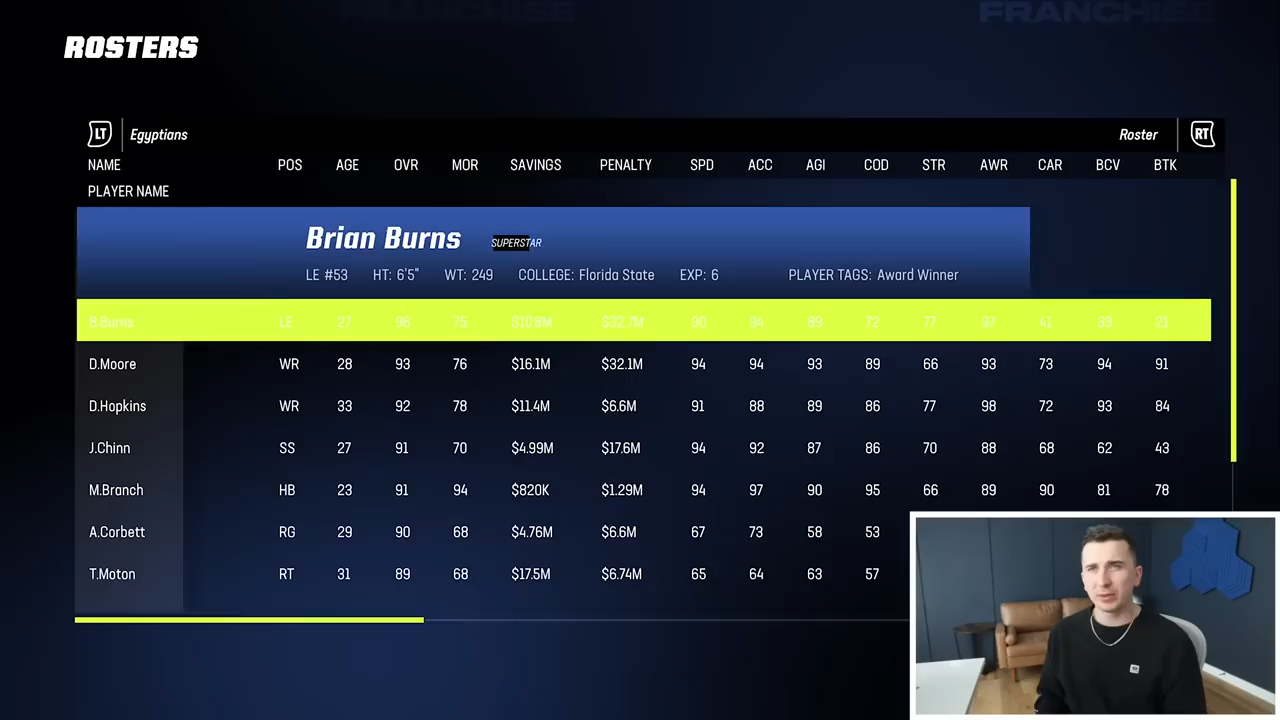 FRANCHISE
FRANCHISE
ROSTERS
LT Egyptians Roster RT
NAME POS AGE OVR MOR SAVINGS PENALTY SPD ACC AGI COD STR AWR CAR BCV BTK
PLAYER NAME
Brian Burns SUPERSTAR
LE #53 HT: 6'5" WT: 249 COLLEGE: Florida State EXP: 6 PLAYER TAGS: Award Winner
B.Burns LE 27 96 75 $10.8M $32.7M 90 94 89 72 77 97 41 93 21
D.Moore WR 28 93 76 $16.1M $32.1M 94 94 93 89 66 93 73 94 91
D.Hopkins WR 33 92 78 $11.4M $6.6M 91 88 89 86 77 98 72 93 84
J.Chinn SS 27 91 70 $4.99M $17.6M 94 92 87 86 70 88 68 62 43
M.Branch HB 23 91 94 $820K $1.29M 94 97 90 95 66 89 90 81 78
A.Corbett RG 29 90 68 $4.76M $6.6M 67 73 58 53
T.Moton RT 31 89 68 $17.5M $6.74M 65 64 63 57